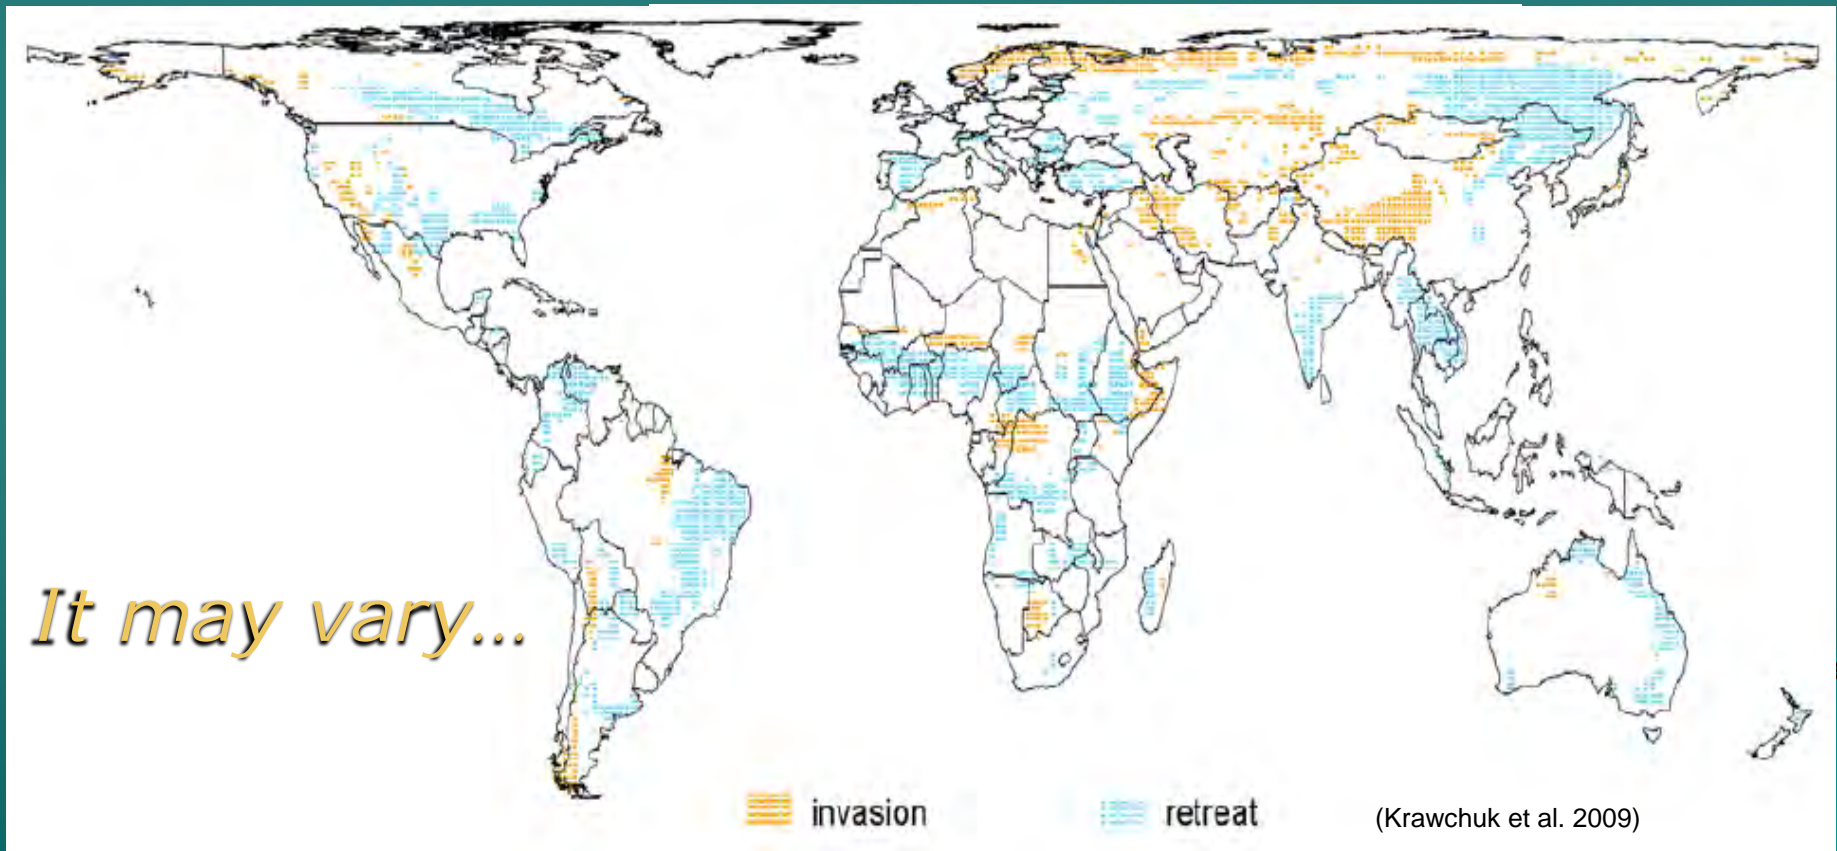 It may vary...
invasion
retreat
(Krawchuk et al. 2009)